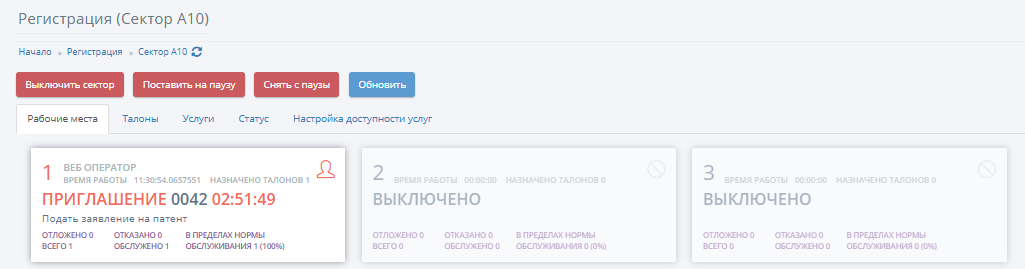 Регистрация (Сектор А10)
Начало Регистрация Сектор А10
Выключить сектор Поставить на паузу Снять с паузы Обновить
Рабочие места Талоны Услуги Статус Настройка доступности услуг
1 ВЕБ ОПЕРАТОР
ВРЕМЯ РАБОТЫ 11:30:54.0657551 НАЗНАЧЕНО ТАЛОНОВ 1
ПРИГЛАШЕНИЕ 0042 02:51:49
Подать заявление на патент
ОТЛОЖЕНО 0 ОТКАЗАНО 0 В ПРЕДЕЛАХ НОРМЫ
ВСЕГО 1 ОБСЛУЖЕНО 1 ОБСЛУЖИВАНИЯ 1 (100%)
2 ВРЕМЯ РАБОТЫ 00:00:00 НАЗНАЧЕНО ТАЛОНОВ 0
ВЫКЛЮЧЕНО
ОТЛОЖЕНО 0 ОТКАЗАНО 0 В ПРЕДЕЛАХ НОРМЫ
ВСЕГО 0 ОБСЛУЖЕНО 0 ОБСЛУЖИВАНИЯ 0 (0%)
3 ВРЕМЯ РАБОТЫ 00:00:00 НАЗНАЧЕНО ТАЛОНОВ 0
ВЫКЛЮЧЕНО
ОТЛОЖЕНО 0 ОТКАЗАНО 0 В ПРЕДЕЛАХ НОРМЫ
ВСЕГО 0 ОБСЛУЖЕНО 0 ОБСЛУЖИВАНИЯ 0 (0%)